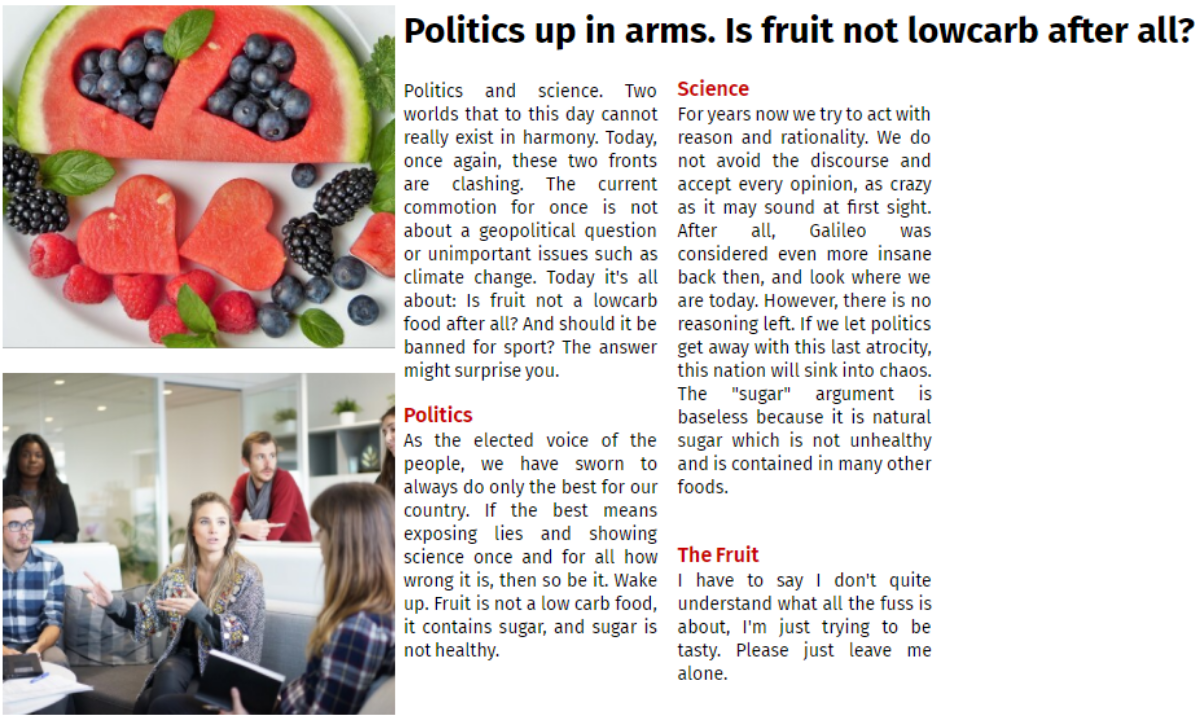 Politics up in arms. Is fruit not lowcarb after all?
Politics and science. Two
worlds that to this day cannot
really exist in harmony. Today,
once again, these two fronts
are clashing. The current
commotion for once is not
about a geopolitical question
or unimportant issues such as
climate change. Today it's all
about: Is fruit not a lowcarb
food after all? And should it be
banned for sport? The answer
might surprise you.
Politics
As the elected voice of the
people, we have sworn to
always do only the best for our
country. If the best means
exposing lies and showing
science once and for all how
wrong it is, then so be it. Wake
up. Fruit is not a low carb food,
it contains sugar, and sugar is
not healthy.
Science
For years now we try to act with
reason and rationality. We do
not avoid the discourse and
accept every opinion, as crazy
as it may sound at first sight.
After all, Galileo was
considered even more insane
back then, and look where we
are today. However, there is no
reasoning left. If we let politics
get away with this last atrocity,
this nation will sink into chaos.
The "sugar" argument is
baseless because it is natural
sugar which is not unhealthy
and is contained in many other
foods.
The Fruit
I have to say I don't quite
understand what all the fuss is
about, I'm just trying to be
tasty. Please just leave me
alone.